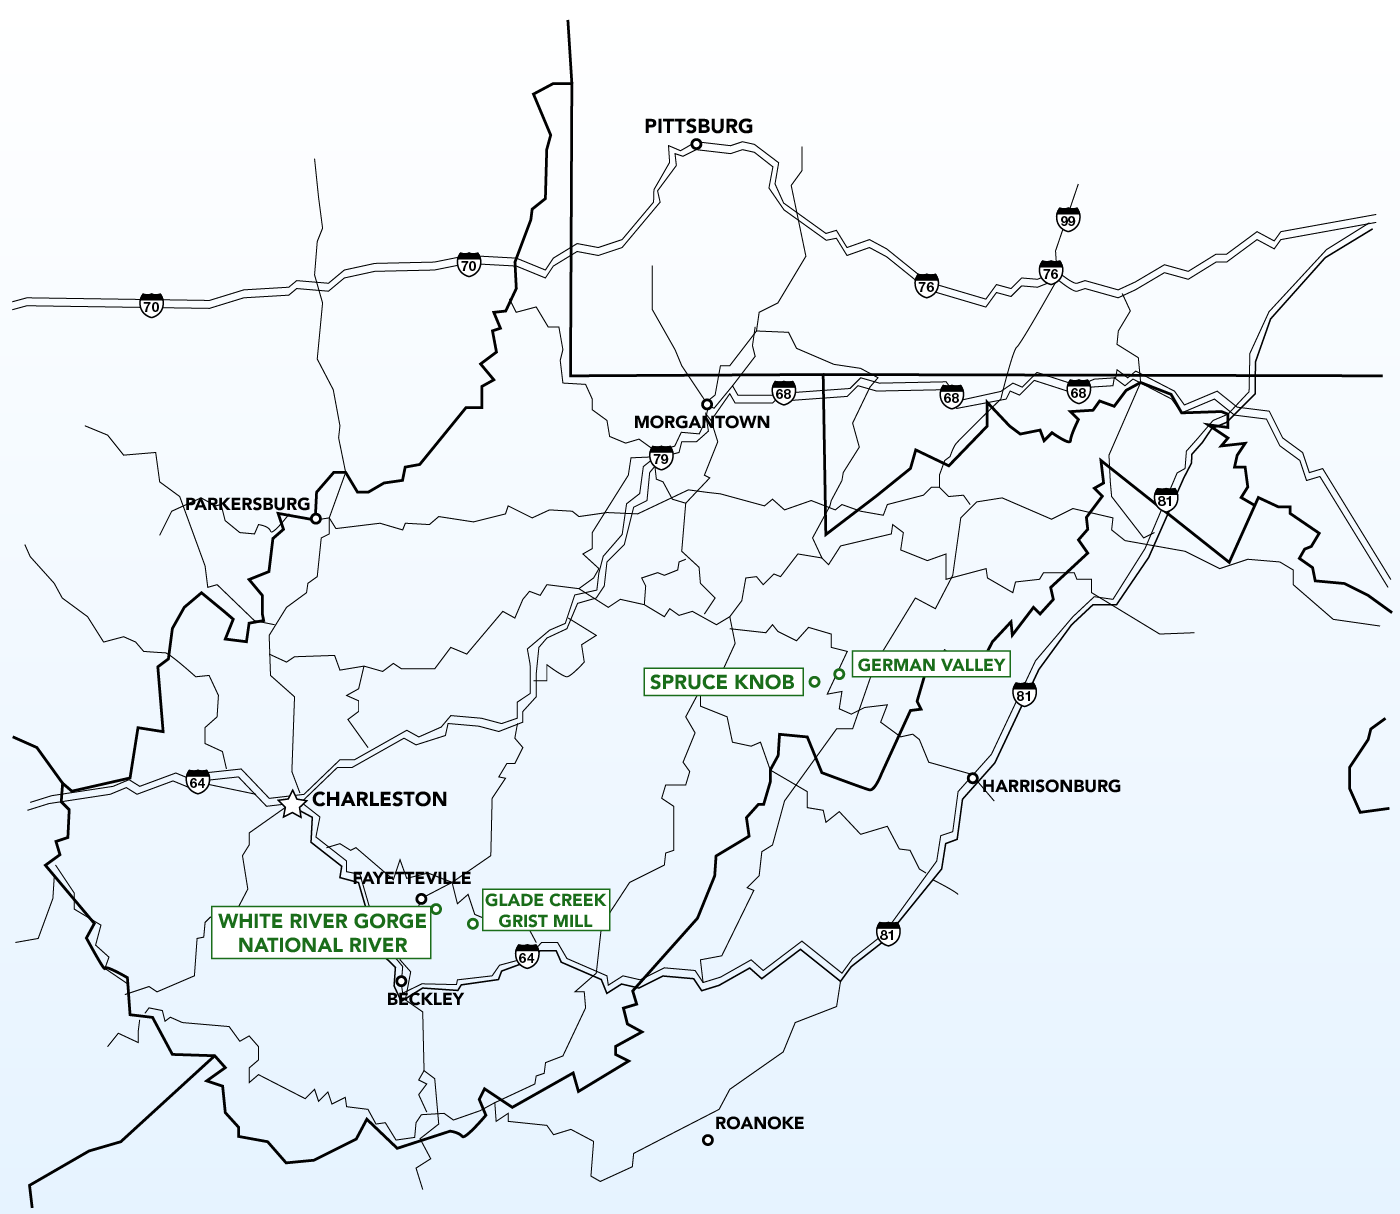 PITTSBURG
99
70
76
70
76
68
68
68
MORGANTOWN
79
81
PARKERSBURG
GERMAN VALLEY
SPRUCE KNOB
81
64
HARRISONBURG
CHARLESTON
FAYETTEVILLE
GLADE CREEK
GRIST MILL
WHITE RIVER GORGE
NATIONAL RIVER
81
64
BECKLEY
ROANOKE